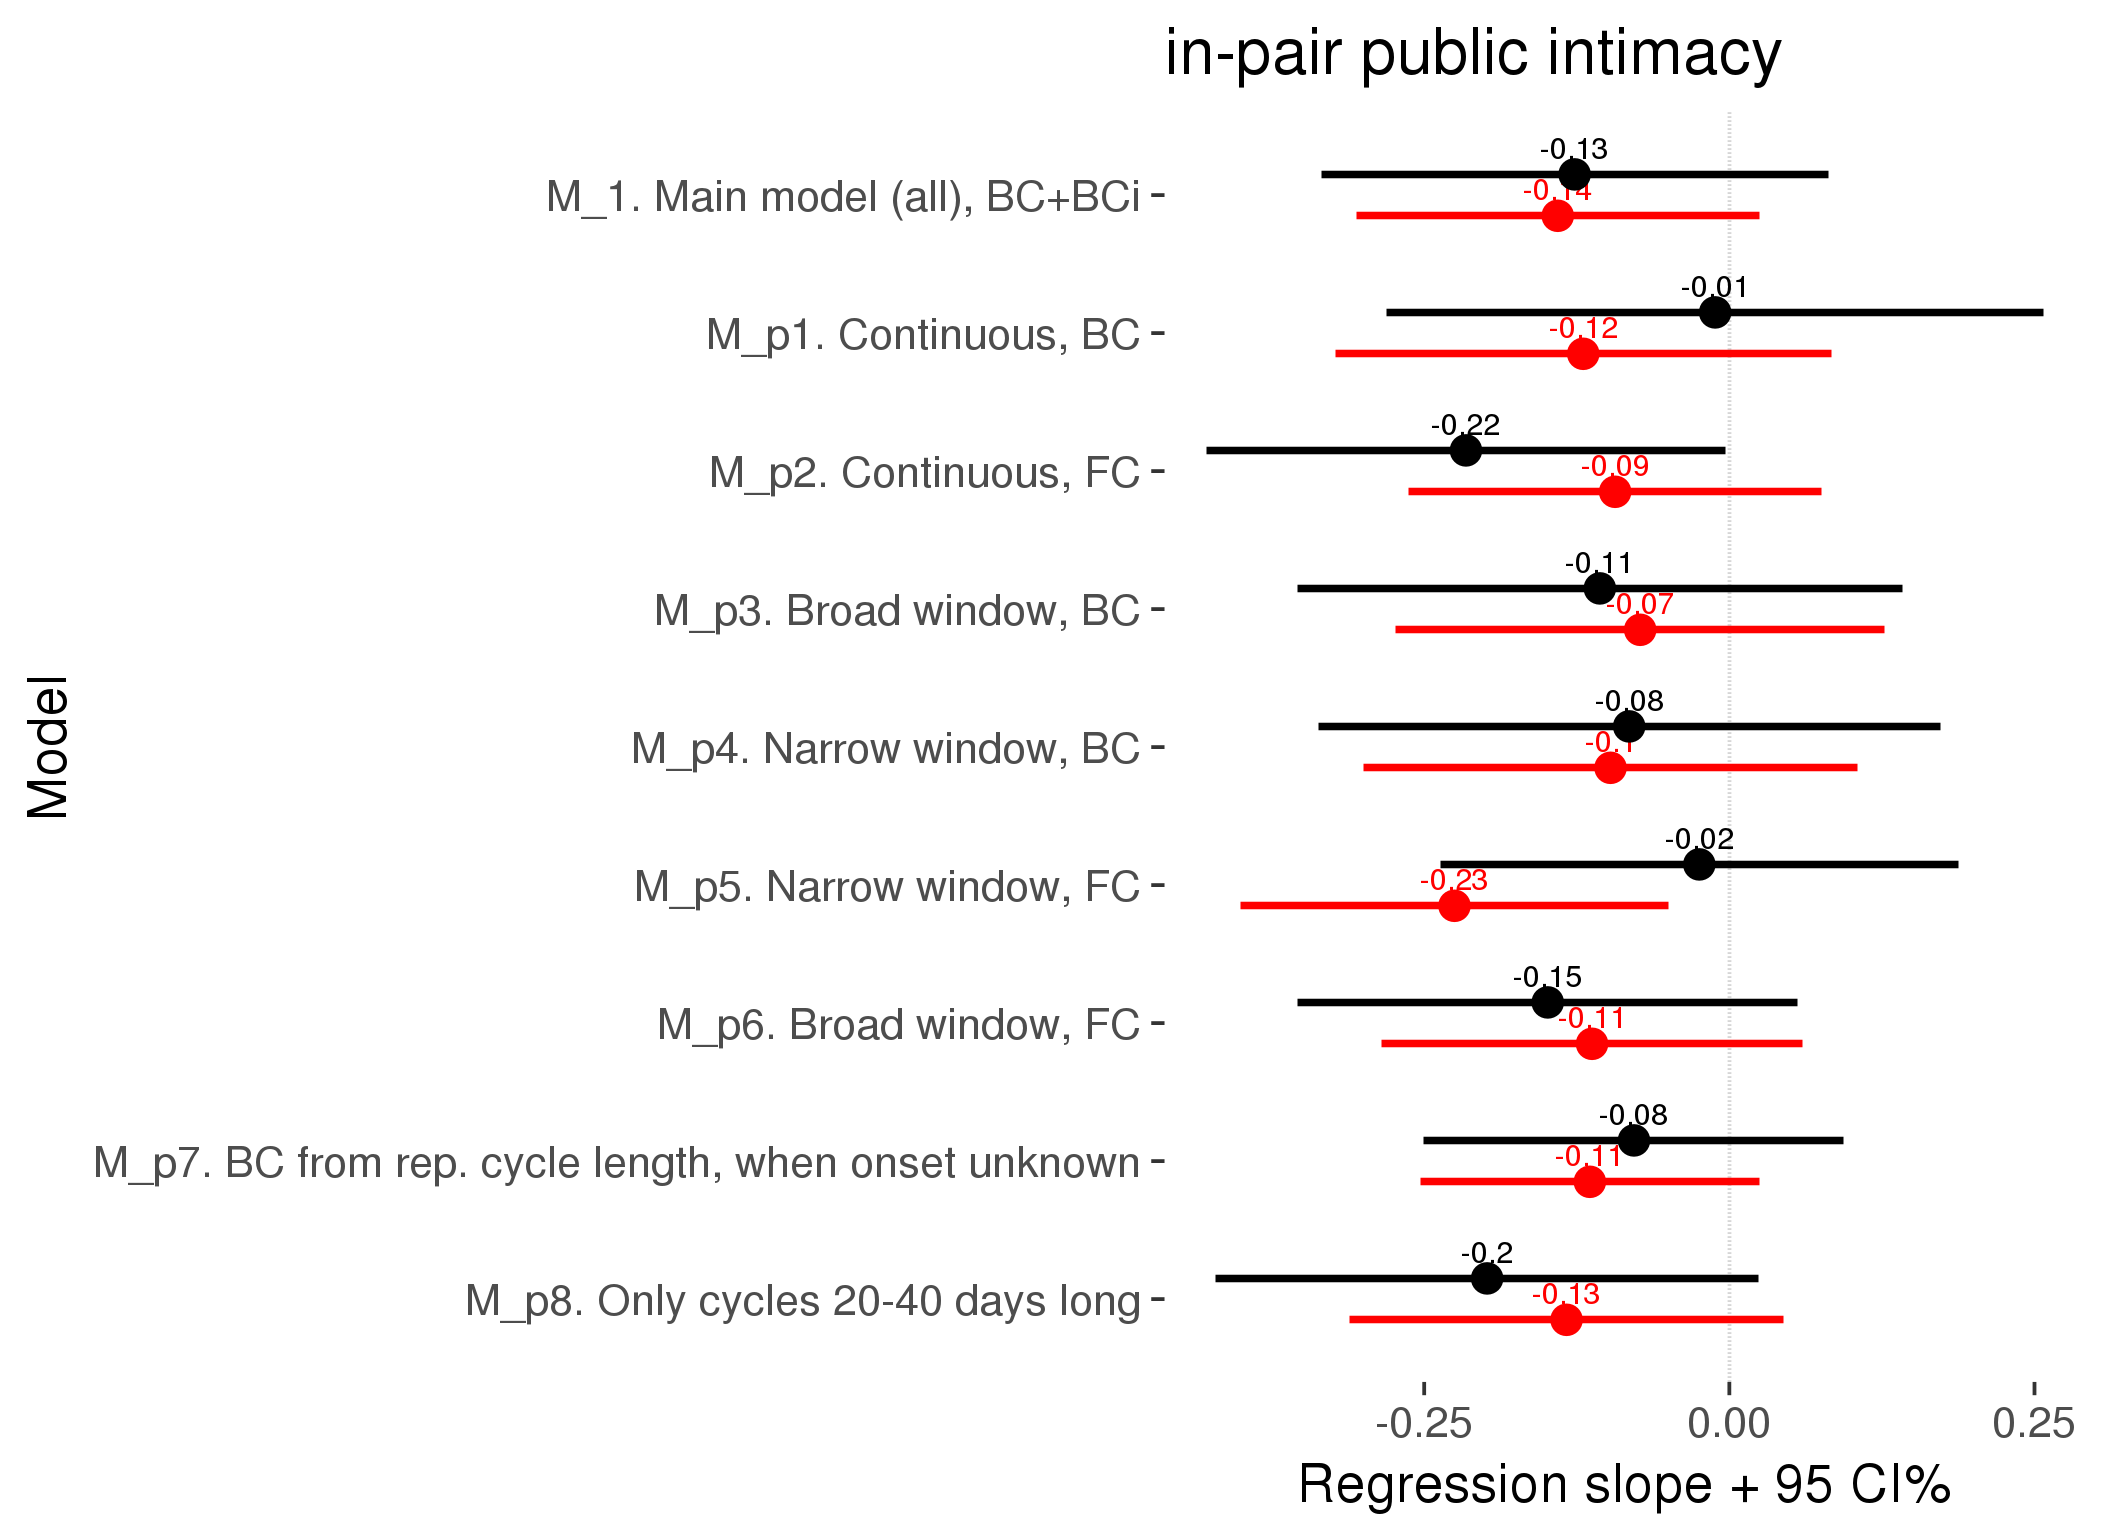 in-pair public intimacy
Model
M_1. Main model (all), BC+BCi
-0.13
-0.14
M_p1. Continuous, BC
-0.01
-0.12
M_p2. Continuous, FC
-0.22
-0.09
M_p3. Broad window, BC
-0.11
-0.07
M_p4. Narrow window, BC
-0.08
-0.1
M_p5. Narrow window, FC
-0.02
-0.23
M_p6. Broad window, FC
-0.15
-0.11
M_p7. BC from rep. cycle length, when onset unknown
-0.08
-0.11
M_p8. Only cycles 20-40 days long
-0.2
-0.13
-0.25 0.00 0.25
Regression slope + 95 CI%